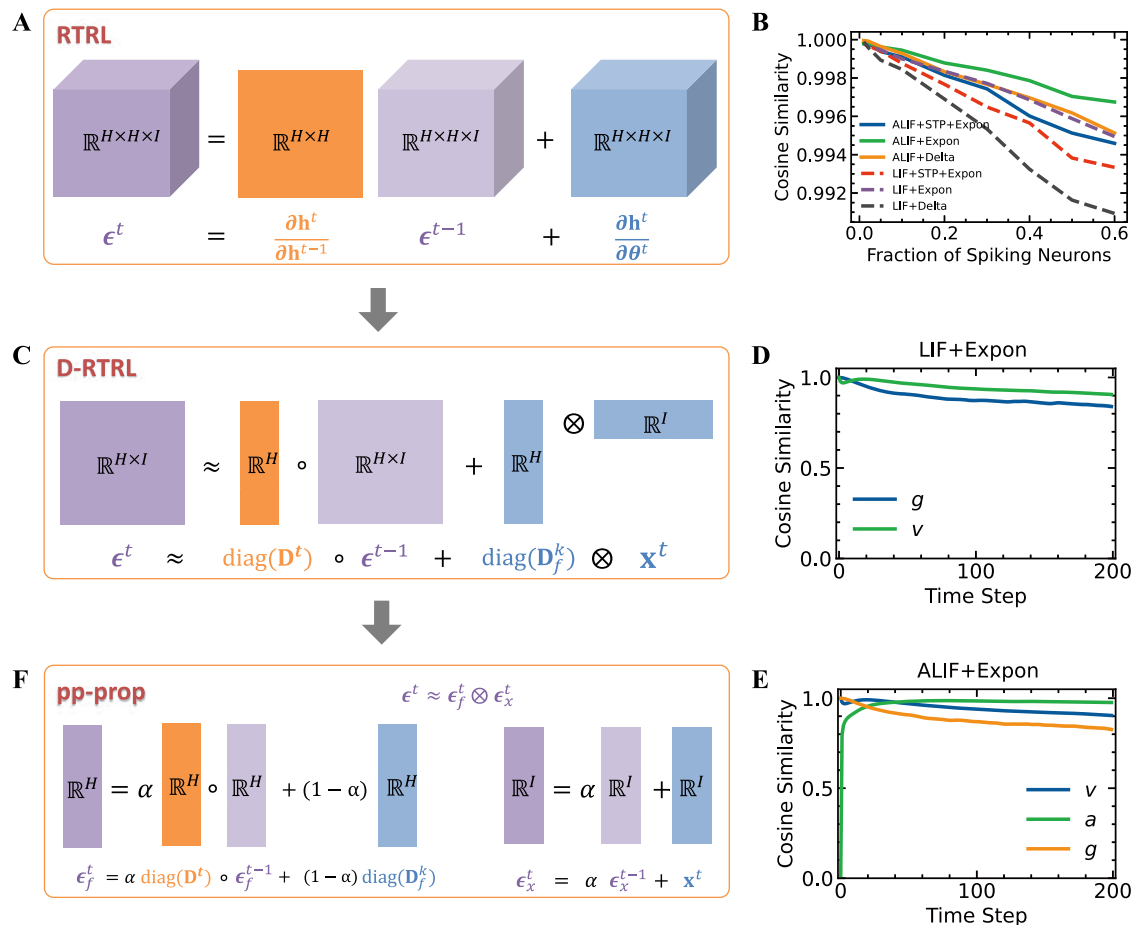 A
RTRL
ℝ^{H×H×I} = ℝ^{H×H} ℝ^{H×H×I} + ℝ^{H×H×I}
ϵ^t = ∂h^t/∂h^{t−1} ϵ^{t−1} + ∂h^t/∂θ^t
B
1.000
0.998
0.996
0.994
0.992
Cosine Similarity
ALIF+STP+Expon
ALIF+Expon
ALIF+Delta
LIF+STP+Expon
LIF+Expon
LIF+Delta
0.0 0.2 0.4 0.6
Fraction of Spiking Neurons
C
D-RTRL
ℝ^{H×I} ≈ ℝ^H ∘ ℝ^{H×I} + ℝ^H ⊗ ℝ^I
ϵ^t ≈ diag(D^t) ∘ ϵ^{t−1} + diag(D_f^k) ⊗ x^t
D
LIF+Expon
1.0
0.5
0.0
Cosine Similarity
g
v
0 100 200
Time Step
F
pp-prop
ϵ^t ≈ ϵ_f^t ⊗ ϵ_x^t
ℝ^H = α ℝ^H ∘ ℝ^H + (1 − α) ℝ^H
ℝ^I = α ℝ^I + ℝ^I
ϵ_f^t = α diag(D^t) ∘ ϵ_f^{t−1} + (1 − α) diag(D_f^k)
ϵ_x^t = α ϵ_x^{t−1} + x^t
E
ALIF+Expon
1.0
0.5
0.0
Cosine Similarity
v
a
g
0 100 200
Time Step